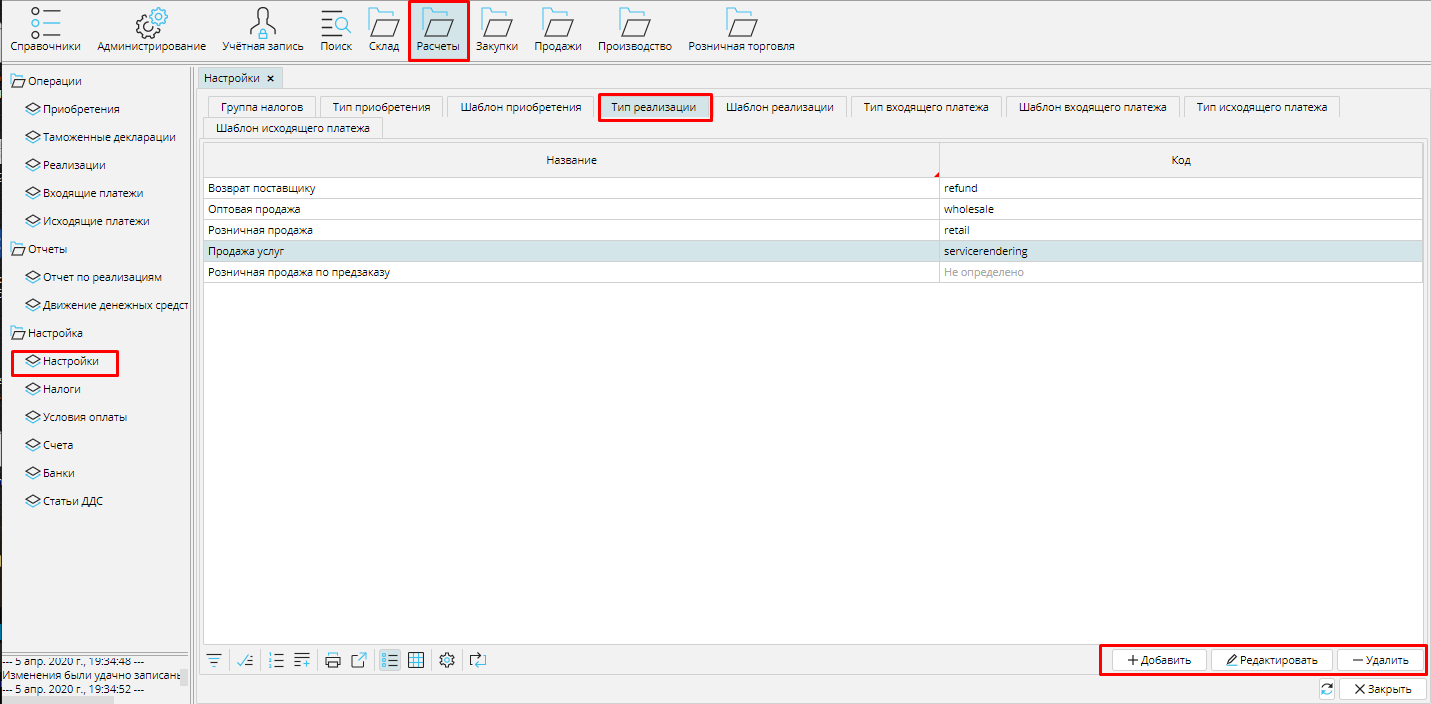 Справочники Администрирование Учётная запись Поиск Склад Расчеты Закупки Продажи Производство Розничная торговля
Операции
Приобретения
Таможенные декларации
Реализации
Входящие платежи
Исходящие платежи
Отчеты
Отчет по реализациям
Движение денежных средст
Настройка
Настройки
Налоги
Условия оплаты
Счета
Банки
Статьи ДДС
--- 5 апр. 2020 г., 19:34:48 ---
Изменения были удачно записаны
--- 5 апр. 2020 г., 19:34:52 ---
Настройки
Группа налогов Тип приобретения Шаблон приобретения Тип реализации Шаблон реализации Тип входящего платежа Шаблон входящего платежа Тип исходящего платежа
Шаблон исходящего платежа
Название Код
Возврат поставщику refund
Оптовая продажа wholesale
Розничная продажа retail
Продажа услуг servicerendering
Розничная продажа по предзаказу Не определено
Добавить Редактировать Удалить
Закрыть